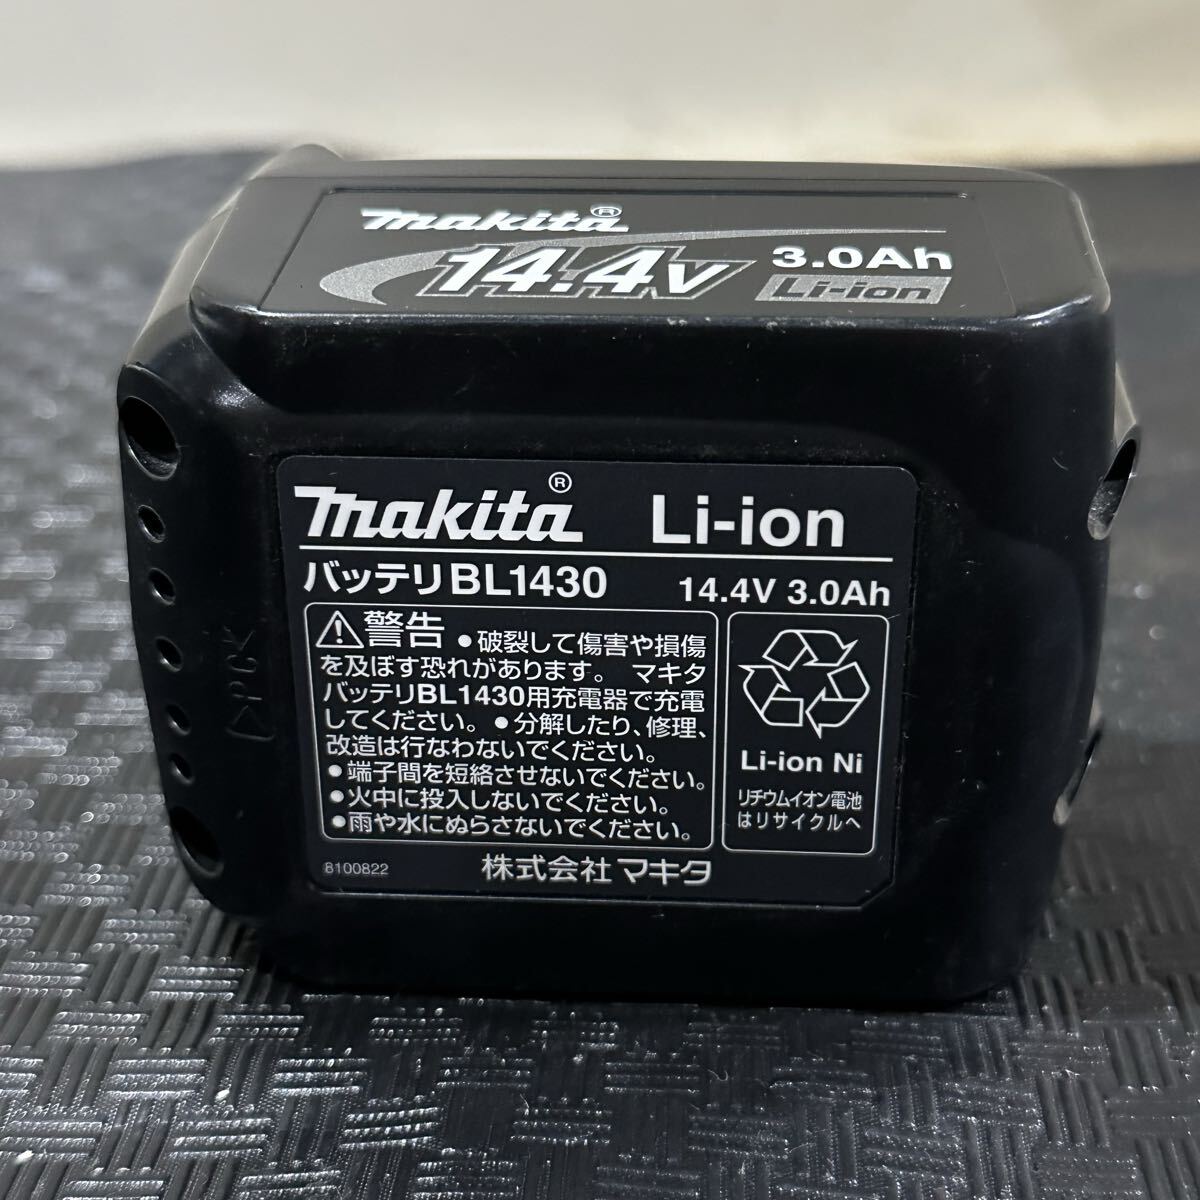 makita®
14.4V 3.0Ah
Li-ion
makita® Li-ion
バッテリBL1430 14.4V 3.0Ah
⚠警告 ●破裂して傷害や損傷
を及ぼす恐れがあります。 マキタ
バッテリBL1430用充電器で充電
してください。●分解したり、修理、
改造は行なわないでください。
●端子間を短絡させないでください。
●火中に投入しないでください。
●雨や水にぬらさないでください。
Li-ion Ni
リチウムイオン電池
はリサイクルへ
8100822 株式会社マキタ
>PC<